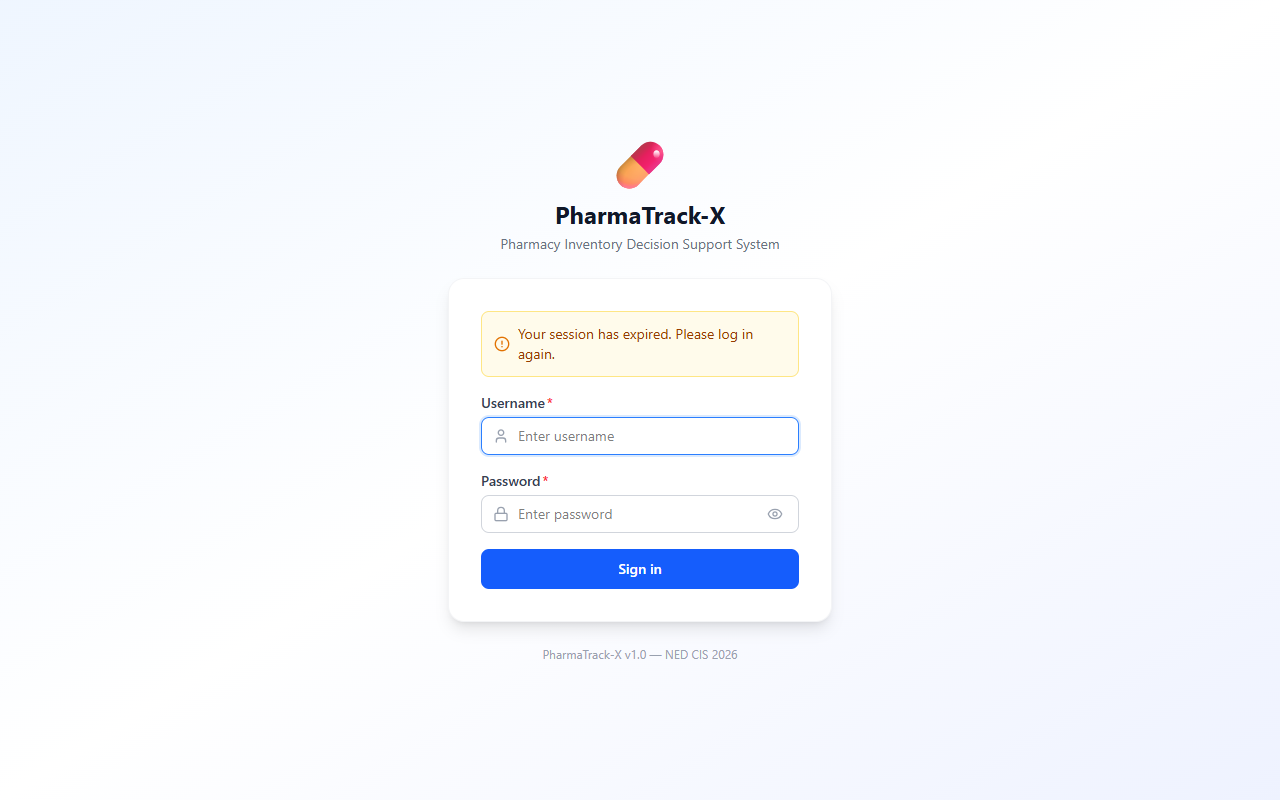 PharmaTrack-X
Pharmacy Inventory Decision Support System
Your session has expired. Please log in
again.
Username*
Enter username
Password*
Enter password
Sign in
PharmaTrack-X v1.0 — NED CIS 2026